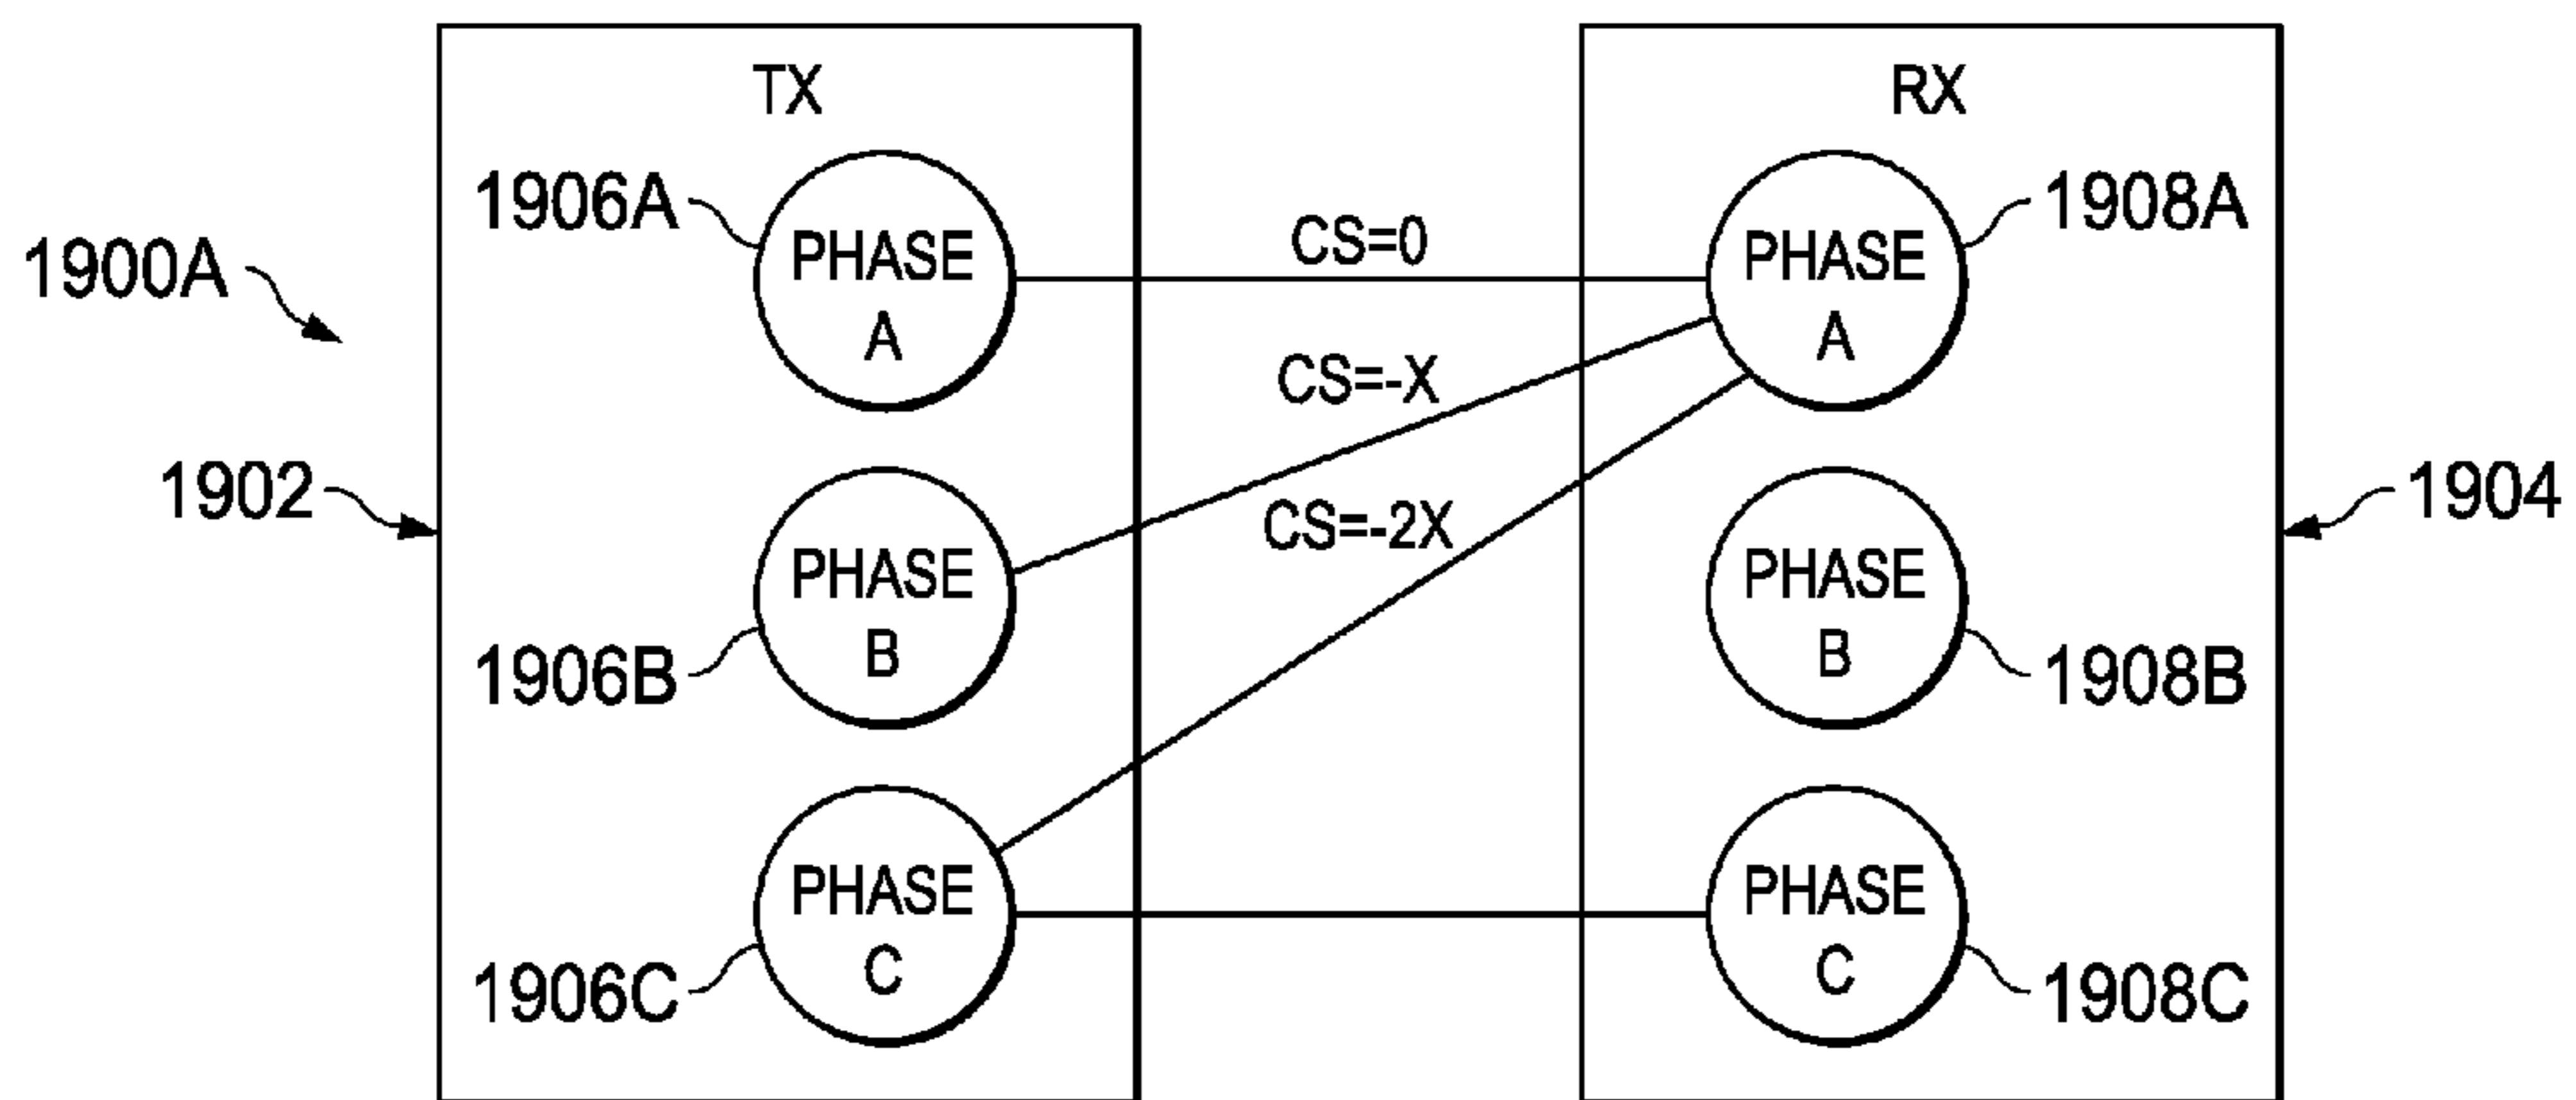 TX
RX
1906A
1908A
PHASE
A
CS=0
PHASE
A
1900A
CS=-X
1902
CS=-2X
1904
PHASE
B
PHASE
B
1906B
1908B
PHASE
C
PHASE
C
1906C
1908C